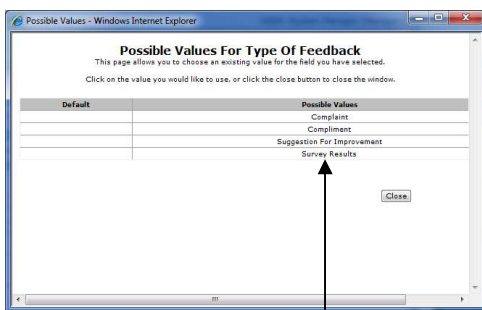 Possible Values - Windows Internet Explorer
Possible Values For Type Of Feedback
This page allows you to choose an existing value for the field you have selected.
Click on the value you would like to use, or click the close button to close the window.
Default Possible Values
Complaint
Compliment
Suggestion For Improvement
Survey Results
Close